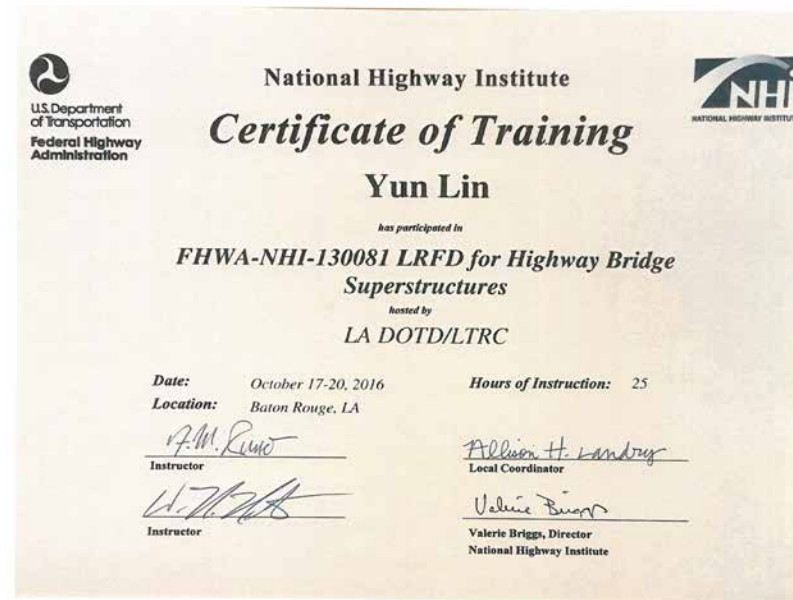 U.S. Department
of Transportation
Federal Highway
Administration
National Highway Institute
NHI
NATIONAL HIGHWAY INSTITUT
Certificate of Training
Yun Lin
has participated in
FHWA-NHI-130081 LRFD for Highway Bridge
Superstructures
hosted by
LA DOTD/LTRC
Date: October 17-20, 2016
Hours of Instruction: 25
Location: Baton Rouge, LA
Instructor
Allison H. Landry
Local Coordinator
Instructor
Valerie Briggs
Valerie Briggs, Director
National Highway Institute